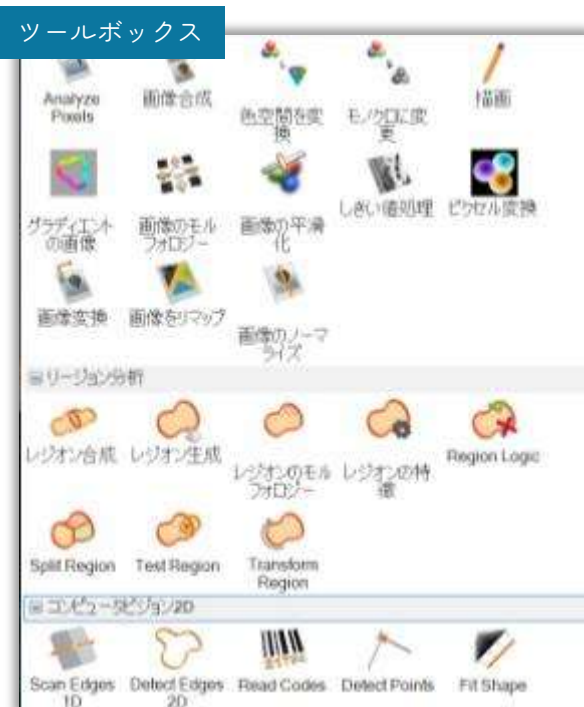 ツールボックス
Analyze
Pixels
画像合成
色空間を変
換
モノクロに変
更
描画
グラディエント
の画像
画像のモル
フォロジー
画像の平滑
化
しきい値処理
ピクセル変換
画像変換
画像をリマップ
画像のノーマ
ライズ
リージョン分析
レジオン合成
レジオン生成
レジオンのモル
フォロジー
レジオンの特
徴
Region Logic
Split Region
Test Region
Transform
Region
コンピュータビジョン2D
Scan Edges
1D
Detect Edges
2D
Read Codes
Detect Points
Fit Shape